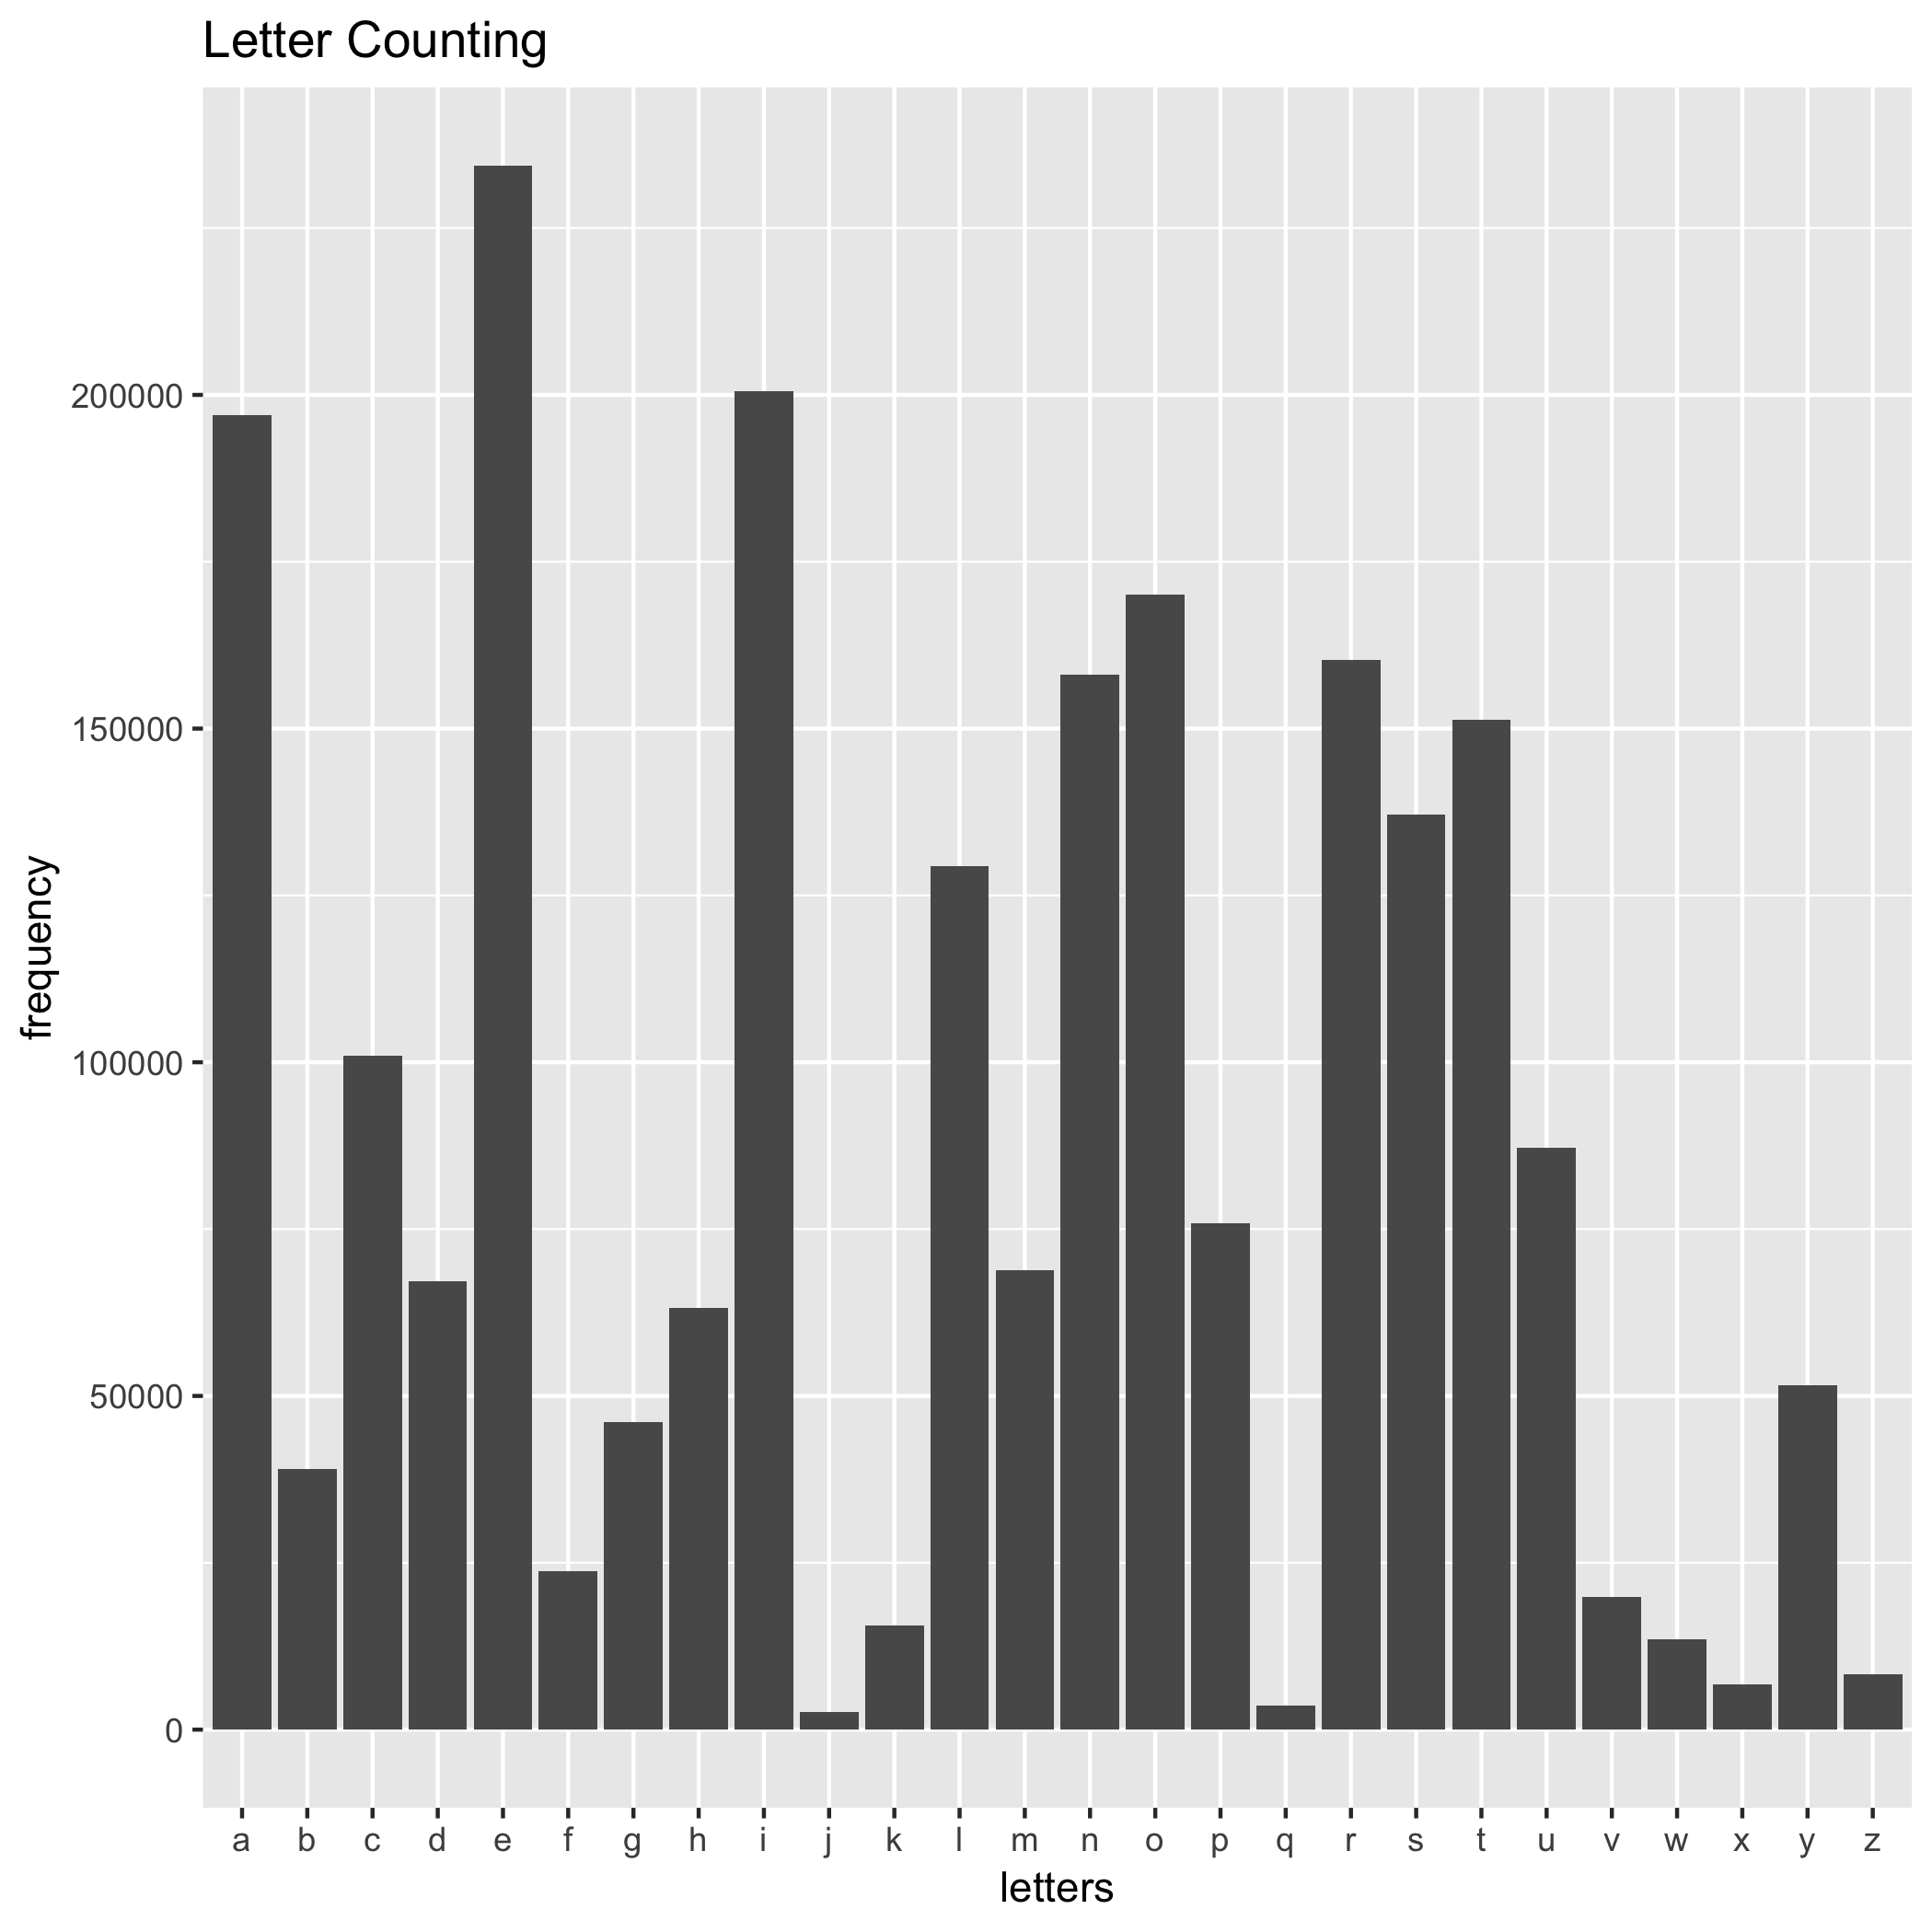 Letter Counting
frequency
200000
150000
100000
50000
0
a b c d e f g h i j k l m n o p q r s t u v w x y z
letters